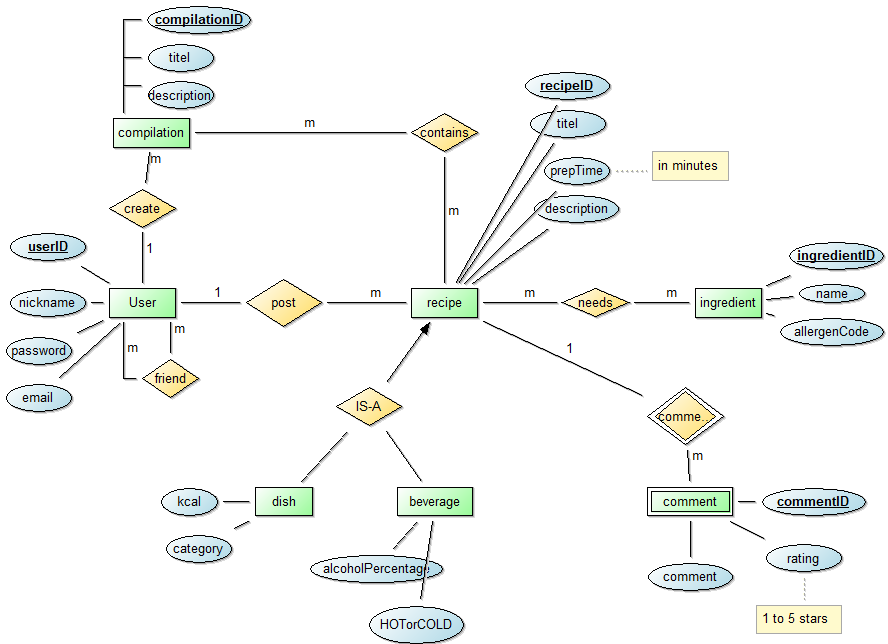 compilationID
titel
description
compilation
m
contains
recipeID
titel
prepTime
in minutes
description
m
create
1
m
userID
nickname
password
email
User
1
post
m
recipe
m
needs
m
ingredient
ingredientID
name
allergenCode
m
m
friend
IS-A
1
comme...
m
kcal
category
dish
beverage
alcoholPercentage
HOTorCOLD
comment
commentID
comment
rating
1 to 5 stars